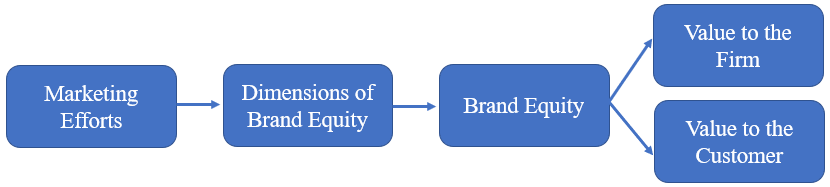 Marketing
Efforts
Dimensions of
Brand Equity
Brand Equity
Value to the
Firm
Value to the
Customer